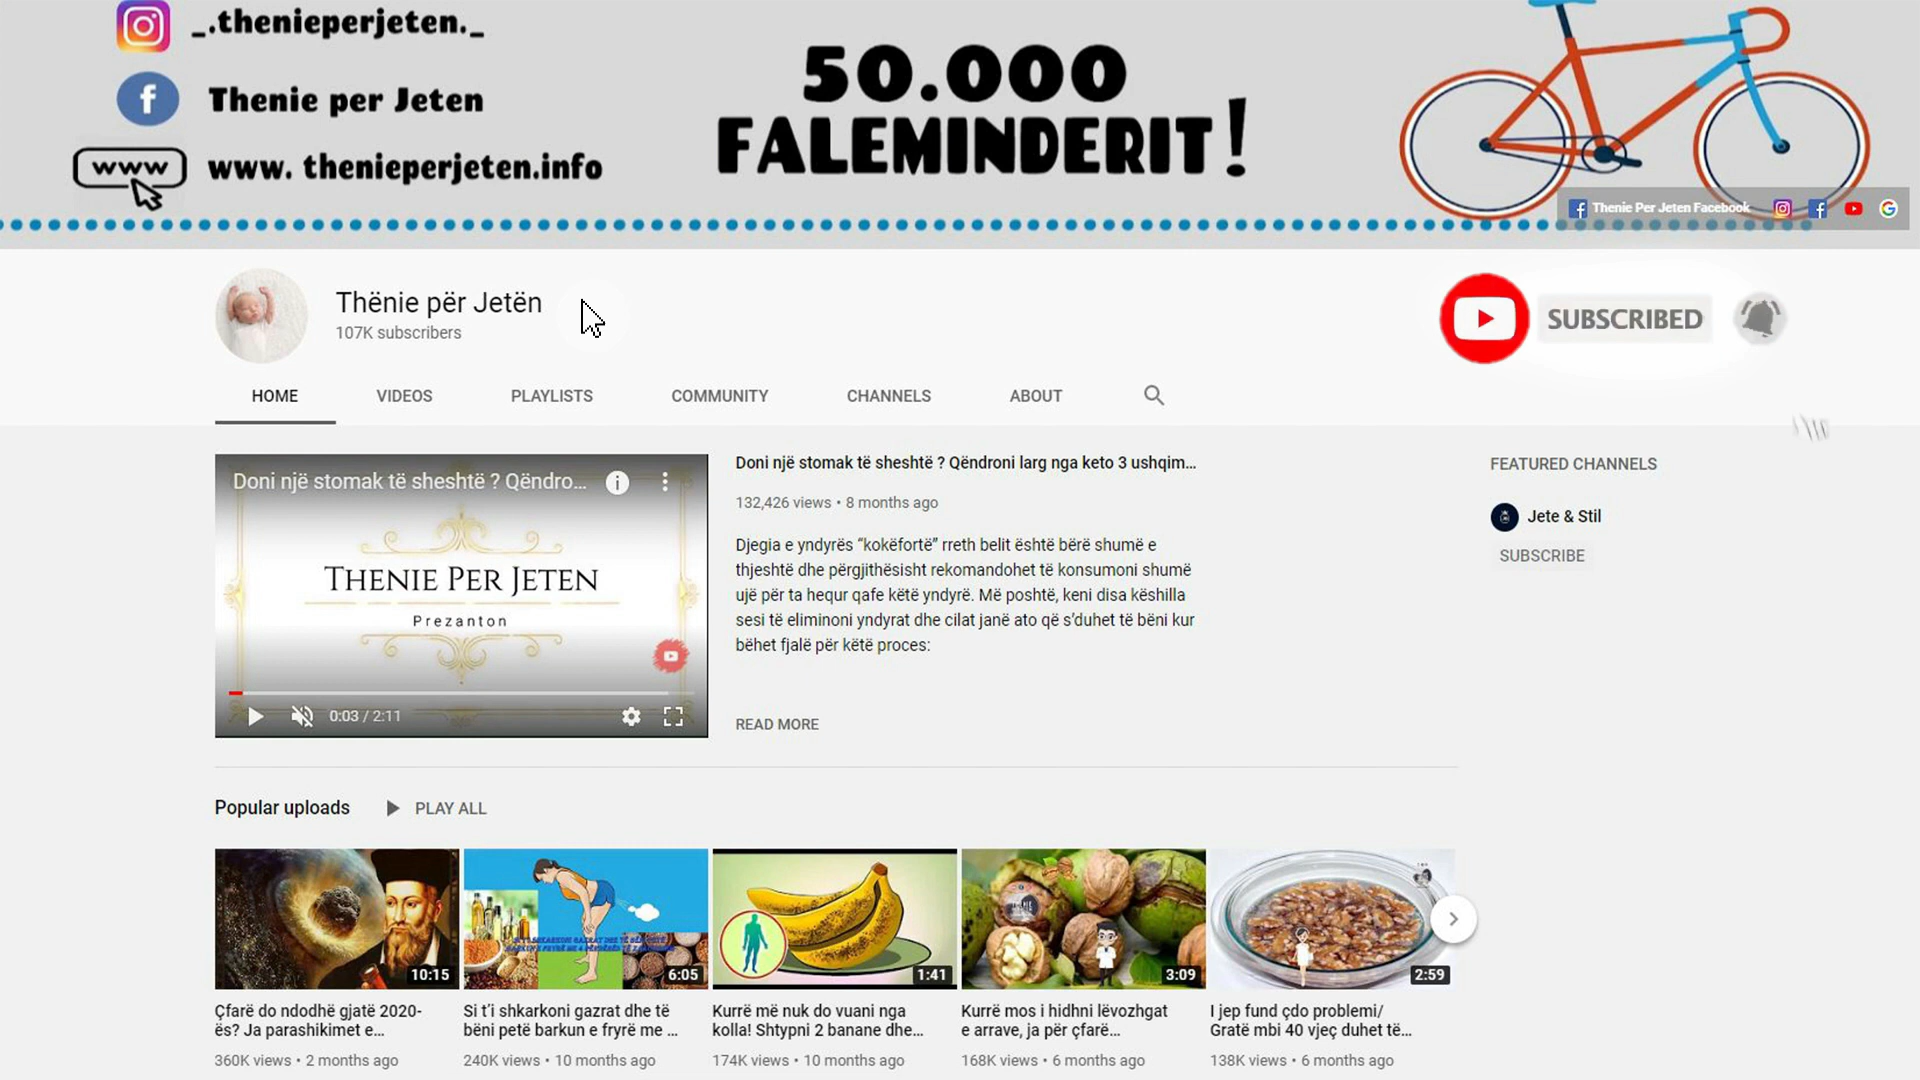 _.thenieperjeten._
Thenie per Jeten
www
www. thenieperjeten.info
50.000
FALEMINDERIT!
Thenie Per Jeten Facebook
Thënie për Jetën
107K subscribers
SUBSCRIBED
HOME
VIDEOS
PLAYLISTS
COMMUNITY
CHANNELS
ABOUT
Doni një stomak të sheshtë ? Qëndro...
THENIE PER JETEN
Prezanton
0:03 / 2:11
Doni një stomak të sheshtë ? Qëndroni larg nga keto 3 ushqim...
132,426 views • 8 months ago
Djegia e yndyrës “kokëfortë” rreth belit është bërë shumë e
thjeshtë dhe përgjithësisht rekomandohet të konsumoni shumë
ujë për ta hequr qafe këtë yndyrë. Më poshtë, keni disa këshilla
sesi të eliminoni yndyrat dhe cilat janë ato që s’duhet të bëni kur
bëhet fjalë për këtë proces:
READ MORE
FEATURED CHANNELS
Jete & Stil
SUBSCRIBE
Popular uploads
PLAY ALL
10:15
Çfarë do ndodhë gjatë 2020-
ës? Ja parashikimet e...
360K views • 2 months ago
6:05
Si t’i shkarkoni gazrat dhe të
bëni petë barkun e fryrë me ...
240K views • 10 months ago
1:41
Kurrë më nuk do vuani nga
kolla! Shtypni 2 banane dhe...
174K views • 10 months ago
3:09
Kurrë mos i hidhni lëvozhgat
e arrave, ja për çfarë...
168K views • 6 months ago
2:59
I jep fund çdo problemi/
Gratë mbi 40 vjeç duhet të...
138K views • 6 months ago